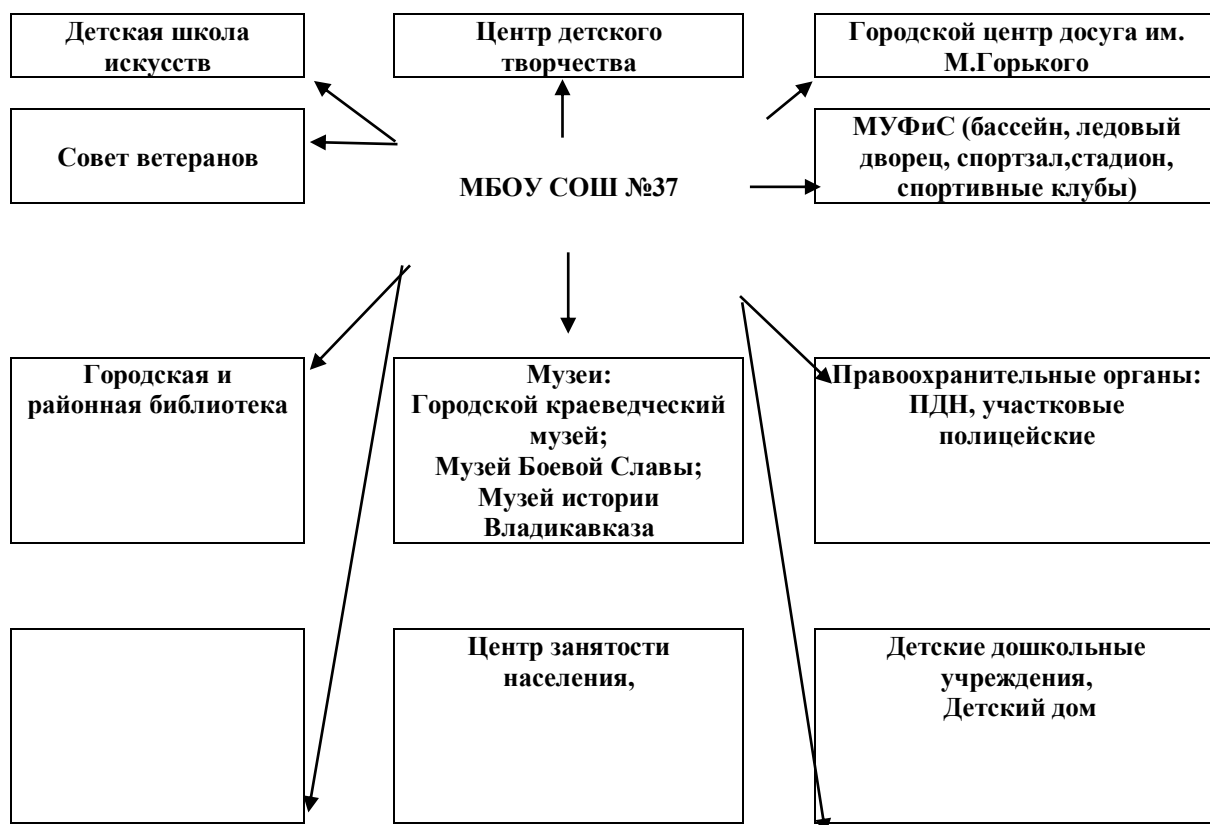 Детская школа
искусств
Центр детского
творчества
Городской центр досуга им.
М.Горького
Совет ветеранов
МБОУ СОШ №37
МУФиС (бассейн, ледовый
дворец, спортзал,стадион,
спортивные клубы)
Городская и
районная библиотека
Музеи:
Городской краеведческий
музей;
Музей Боевой Славы;
Музей истории
Владикавказа
Правоохранительные органы:
ПДН, участковые
полицейские
Центр занятости
населения,
Детские дошкольные
учреждения,
Детский дом